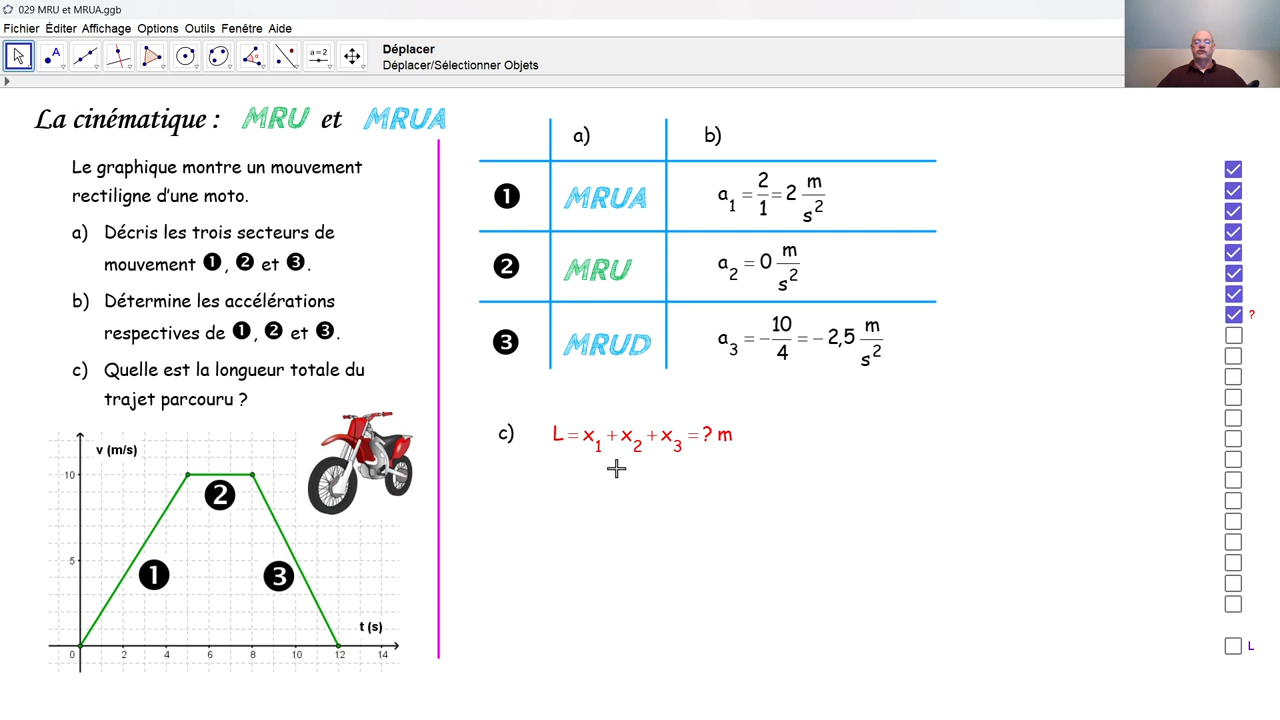 029 MRU et MRUA.ggb
Fichier Éditer Affichage Options Outils Fenêtre Aide
A
a=2
Déplacer
Déplacer/Sélectionner Objets
La cinématique : MRU et MRUA
Le graphique montre un mouvement
rectiligne d’une moto.
a) Décris les trois secteurs de
mouvement ❶, ❷ et ❸.
b) Détermine les accélérations
respectives de ❶, ❷ et ❸.
c) Quelle est la longueur totale du
trajet parcouru ?
v (m/s)
10
5
0 2 4 6 8 10 12 14
t (s)
❶
❷
❸
a) b)
❶ MRUA a₁ = 2/1 = 2 m/s²
❷ MRU a₂ = 0 m/s²
❸ MRUD a₃ = − 10/4 = − 2,5 m/s²
c) L = x₁ + x₂ + x₃ = ? m
?
L